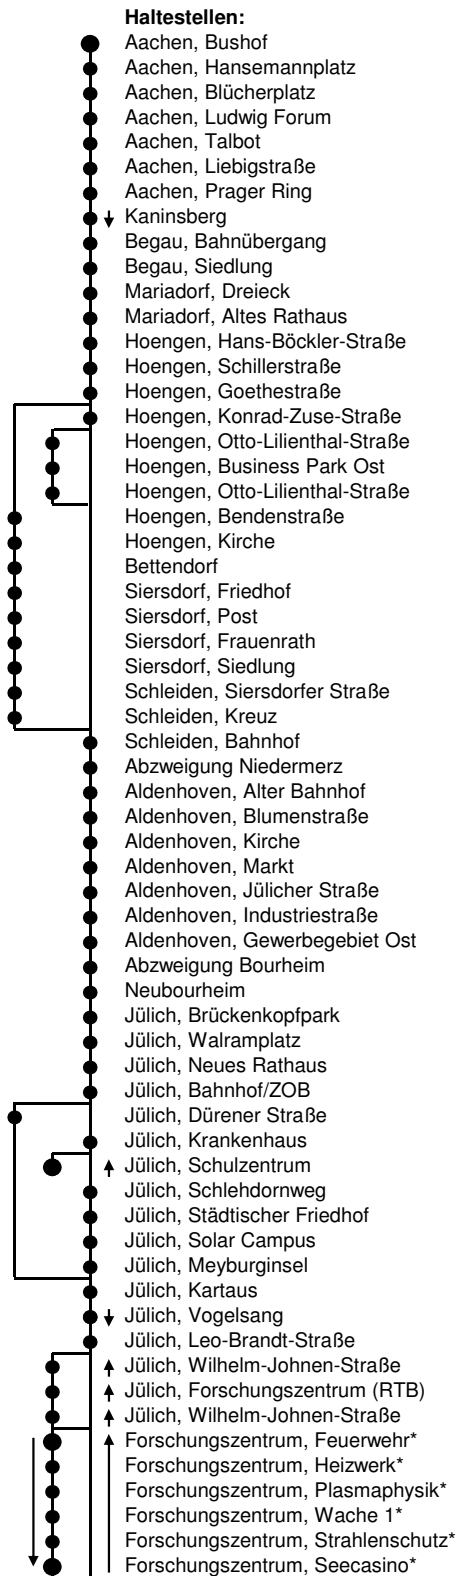 Haltestellen:
Aachen, Bushof
Aachen, Hansemannplatz
Aachen, Blücherplatz
Aachen, Ludwig Forum
Aachen, Talbot
Aachen, Liebigstraße
Aachen, Prager Ring
Kaninsberg
Begau, Bahnübergang
Begau, Siedlung
Mariadorf, Dreieck
Mariadorf, Altes Rathaus
Hoengen, Hans-Böckler-Straße
Hoengen, Schillerstraße
Hoengen, Goethestraße
Hoengen, Konrad-Zuse-Straße
Hoengen, Otto-Lilienthal-Straße
Hoengen, Business Park Ost
Hoengen, Otto-Lilienthal-Straße
Hoengen, Bendenstraße
Hoengen, Kirche
Bettendorf
Siersdorf, Friedhof
Siersdorf, Post
Siersdorf, Frauenrath
Siersdorf, Siedlung
Schleiden, Siersdorfer Straße
Schleiden, Kreuz
Schleiden, Bahnhof
Abzweigung Niedermerz
Aldenhoven, Alter Bahnhof
Aldenhoven, Blumenstraße
Aldenhoven, Kirche
Aldenhoven, Markt
Aldenhoven, Jülicher Straße
Aldenhoven, Industriestraße
Aldenhoven, Gewerbegebiet Ost
Abzweigung Bourheim
Neubourheim
Jülich, Brückenkopfpark
Jülich, Walramplatz
Jülich, Neues Rathaus
Jülich, Bahnhof/ZOB
Jülich, Dürener Straße
Jülich, Krankenhaus
Jülich, Schulzentrum
Jülich, Schlehdornweg
Jülich, Städtischer Friedhof
Jülich, Solar Campus
Jülich, Meyburginsel
Jülich, Kartaus
Jülich, Vogelsang
Jülich, Leo-Brandt-Straße
Jülich, Wilhelm-Johnen-Straße
Jülich, Forschungszentrum (RTB)
Jülich, Wilhelm-Johnen-Straße
Forschungszentrum, Feuerwehr*
Forschungszentrum, Heizwerk*
Forschungszentrum, Plasmaphysik*
Forschungszentrum, Wache 1*
Forschungszentrum, Strahlenschutz*
Forschungszentrum, Seecasino*